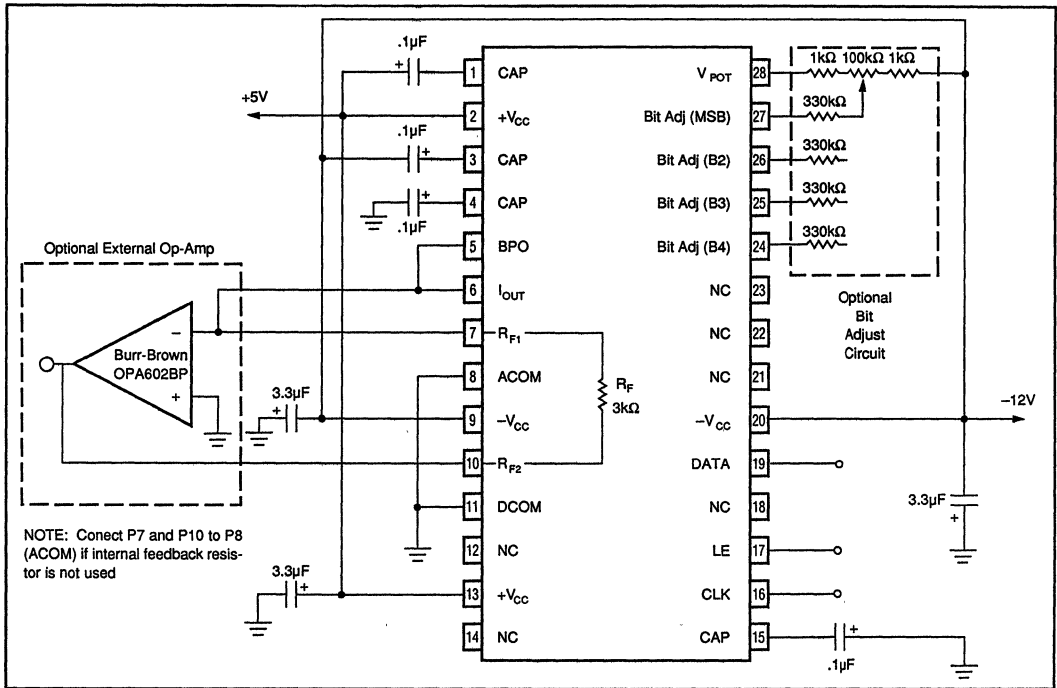 .1µF
1 CAP
+5V
2 +VCC
.1µF
3 CAP
4 CAP
.1µF
5 BPO
Optional External Op-Amp
6 IOUT
7 RF1
Burr-Brown
OPA602BP
−
+
8 ACOM
3.3µF
9 −VCC
RF
3kΩ
10 RF2
11 DCOM
NOTE: Conect P7 and P10 to P8
(ACOM) if internal feedback resis-
tor is not used
12 NC
3.3µF
13 +VCC
14 NC
1kΩ 100kΩ 1kΩ
VPOT 28
330kΩ
Bit Adj (MSB) 27
330kΩ
Bit Adj (B2) 26
330kΩ
Bit Adj (B3) 25
330kΩ
Bit Adj (B4) 24
NC 23
Optional
Bit
Adjust
Circuit
NC 22
NC 21
−12V
−VCC 20
DATA 19
NC 18
3.3µF
LE 17
CLK 16
CAP 15
.1µF
+
+
+
+
+
+
+
+